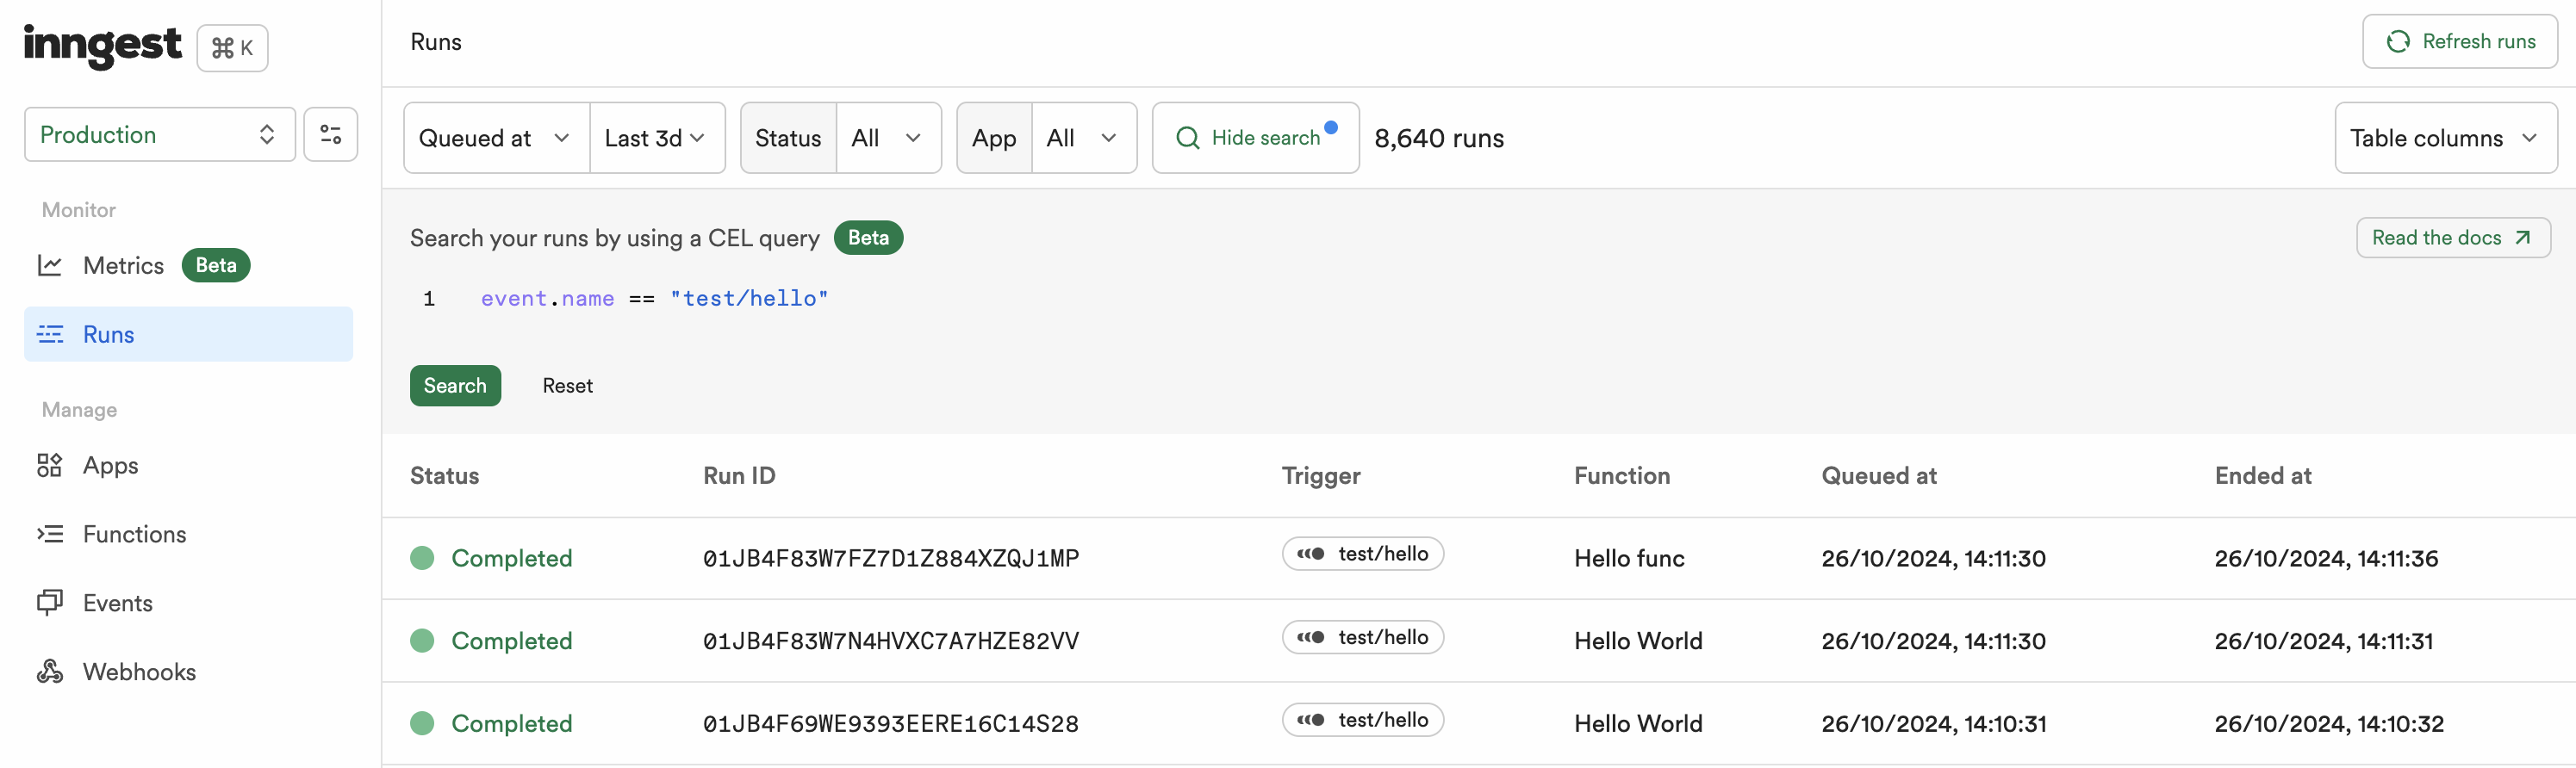 inngest ⌘ K
Production
Monitor
Metrics Beta
Runs
Manage
Apps
Functions
Events
Webhooks
Runs
Refresh runs
Queued at Last 3d Status All App All Hide search 8,640 runs Table columns
Search your runs by using a CEL query Beta Read the docs
1 event.name == "test/hello"
Search Reset
Status Run ID Trigger Function Queued at Ended at
Completed 01JB4F83W7FZ7D1Z884XZQJ1MP test/hello Hello func 26/10/2024, 14:11:30 26/10/2024, 14:11:36
Completed 01JB4F83W7N4HVXC7A7HZE82VV test/hello Hello World 26/10/2024, 14:11:30 26/10/2024, 14:11:31
Completed 01JB4F69WE9393EERE16C14S28 test/hello Hello World 26/10/2024, 14:10:31 26/10/2024, 14:10:32